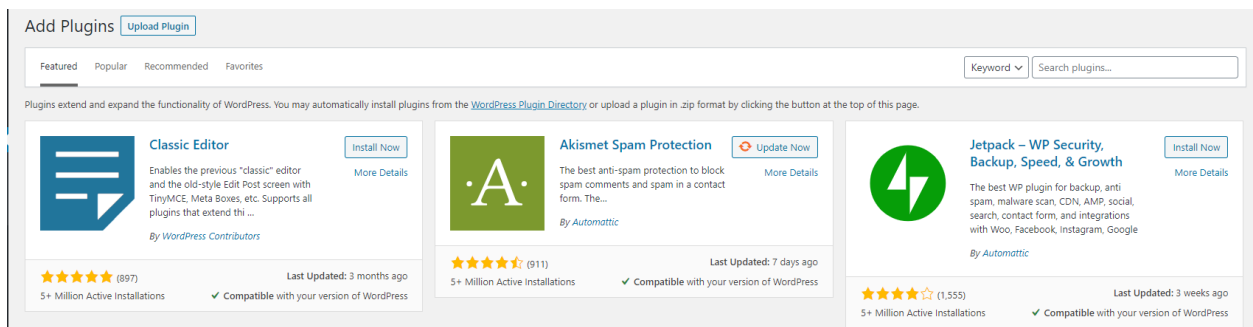 Add Plugins Upload Plugin
Featured Popular Recommended Favorites Keyword Search plugins...
Plugins extend and expand the functionality of WordPress. You may automatically install plugins from the WordPress Plugin Directory or upload a plugin in .zip format by clicking the button at the top of this page.
Classic Editor
Install Now
More Details
Enables the previous "classic" editor
and the old-style Edit Post screen with
TinyMCE, Meta Boxes, etc. Supports all
plugins that extend thi ...
By WordPress Contributors
(897)
Last Updated: 3 months ago
5+ Million Active Installations
Compatible with your version of WordPress
·A·
Akismet Spam Protection
Update Now
More Details
The best anti-spam protection to block
spam comments and spam in a contact
form. The...
By Automattic
(911)
Last Updated: 7 days ago
5+ Million Active Installations
Compatible with your version of WordPress
Jetpack – WP Security,
Backup, Speed, & Growth
Install Now
More Details
The best WP plugin for backup, anti
spam, malware scan, CDN, AMP, social,
search, contact form, and integrations
with Woo, Facebook, Instagram, Google
By Automattic
(1,555)
Last Updated: 3 weeks ago
5+ Million Active Installations
Compatible with your version of WordPress